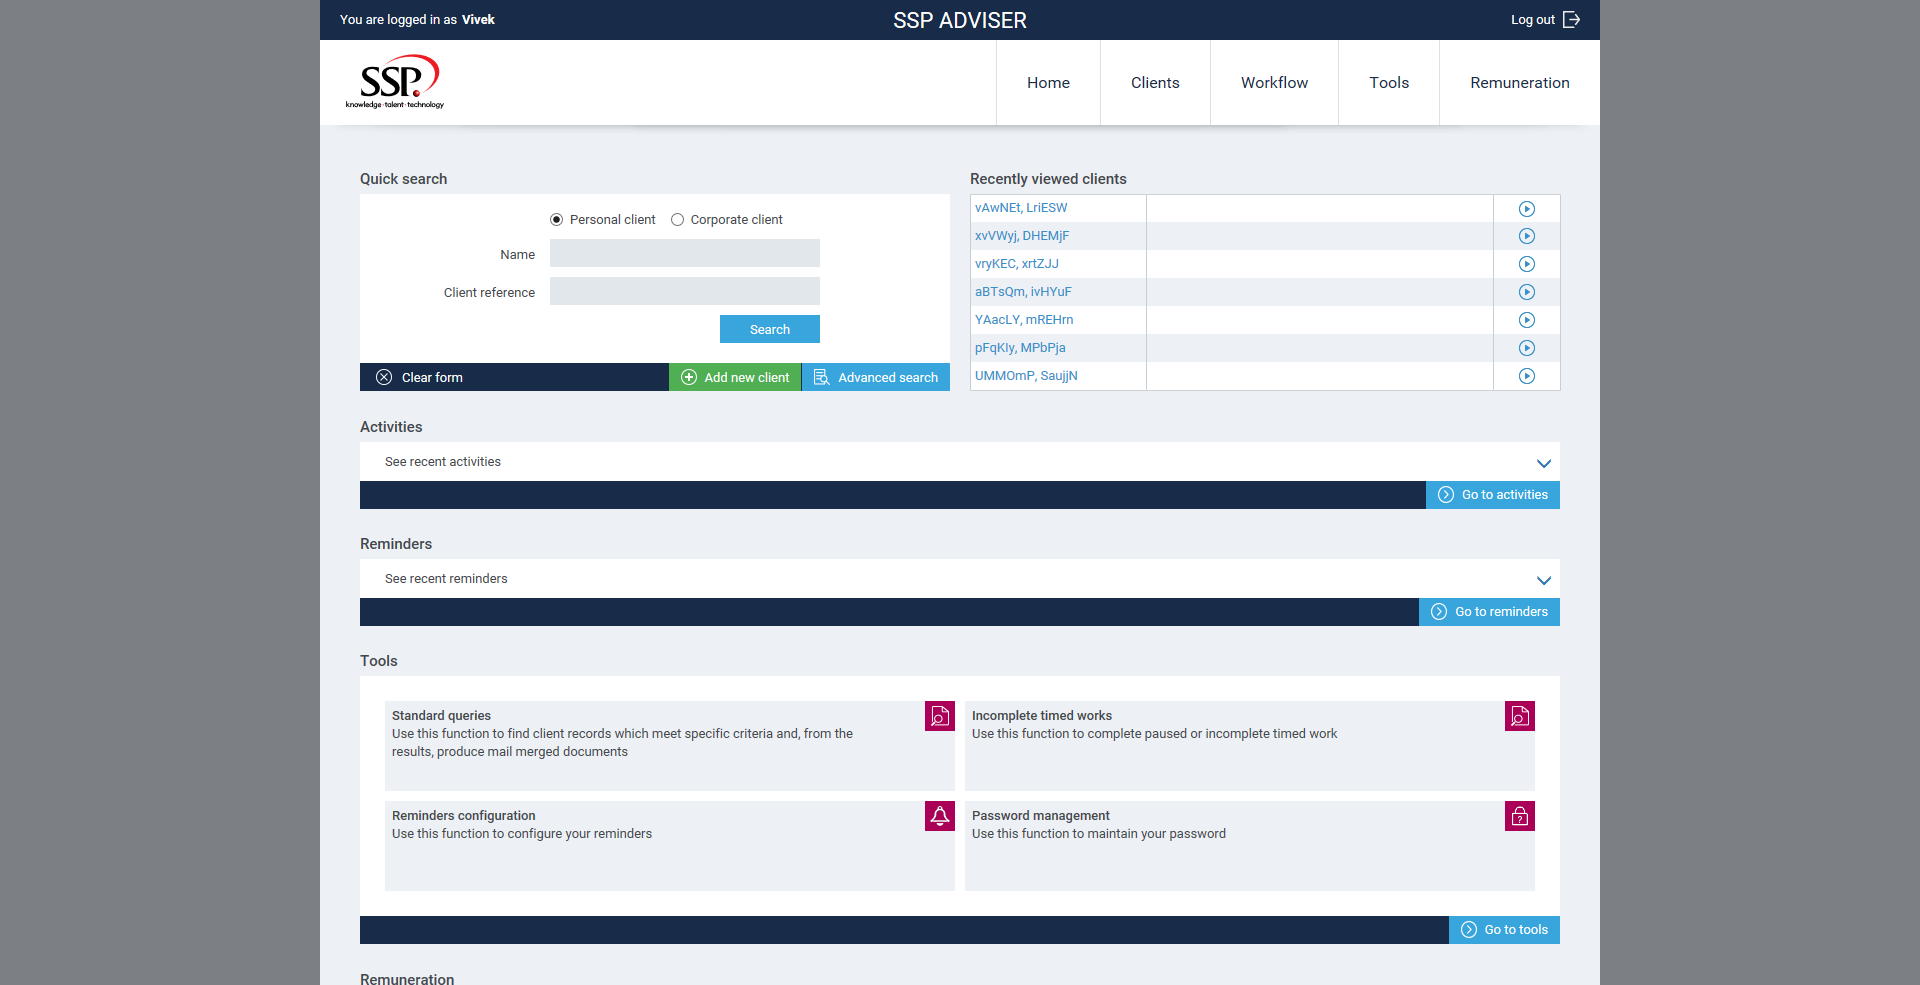 You are logged in as Vivek
SSP ADVISER
Log out
SSP.
knowledge·talent·technology
Home
Clients
Workflow
Tools
Remuneration
Quick search
Personal client
Corporate client
Name
Client reference
Search
Clear form
Add new client
Advanced search
Recently viewed clients
vAwNEt, LriESW
xvVWyj, DHEMjF
vryKEC, xrtZJJ
aBTsQm, ivHYuF
YAacLY, mREHrn
UMMOmP, SaujjN
Activities
See recent activities
Go to activities
Reminders
See recent reminders
Go to reminders
Tools
Standard queries
Use this function to find client records which meet specific criteria and, from the
results, produce mail merged documents
Incomplete timed works
Use this function to complete paused or incomplete timed work
Reminders configuration
Use this function to configure your reminders
Password management
Use this function to maintain your password
Go to tools
Remuneration